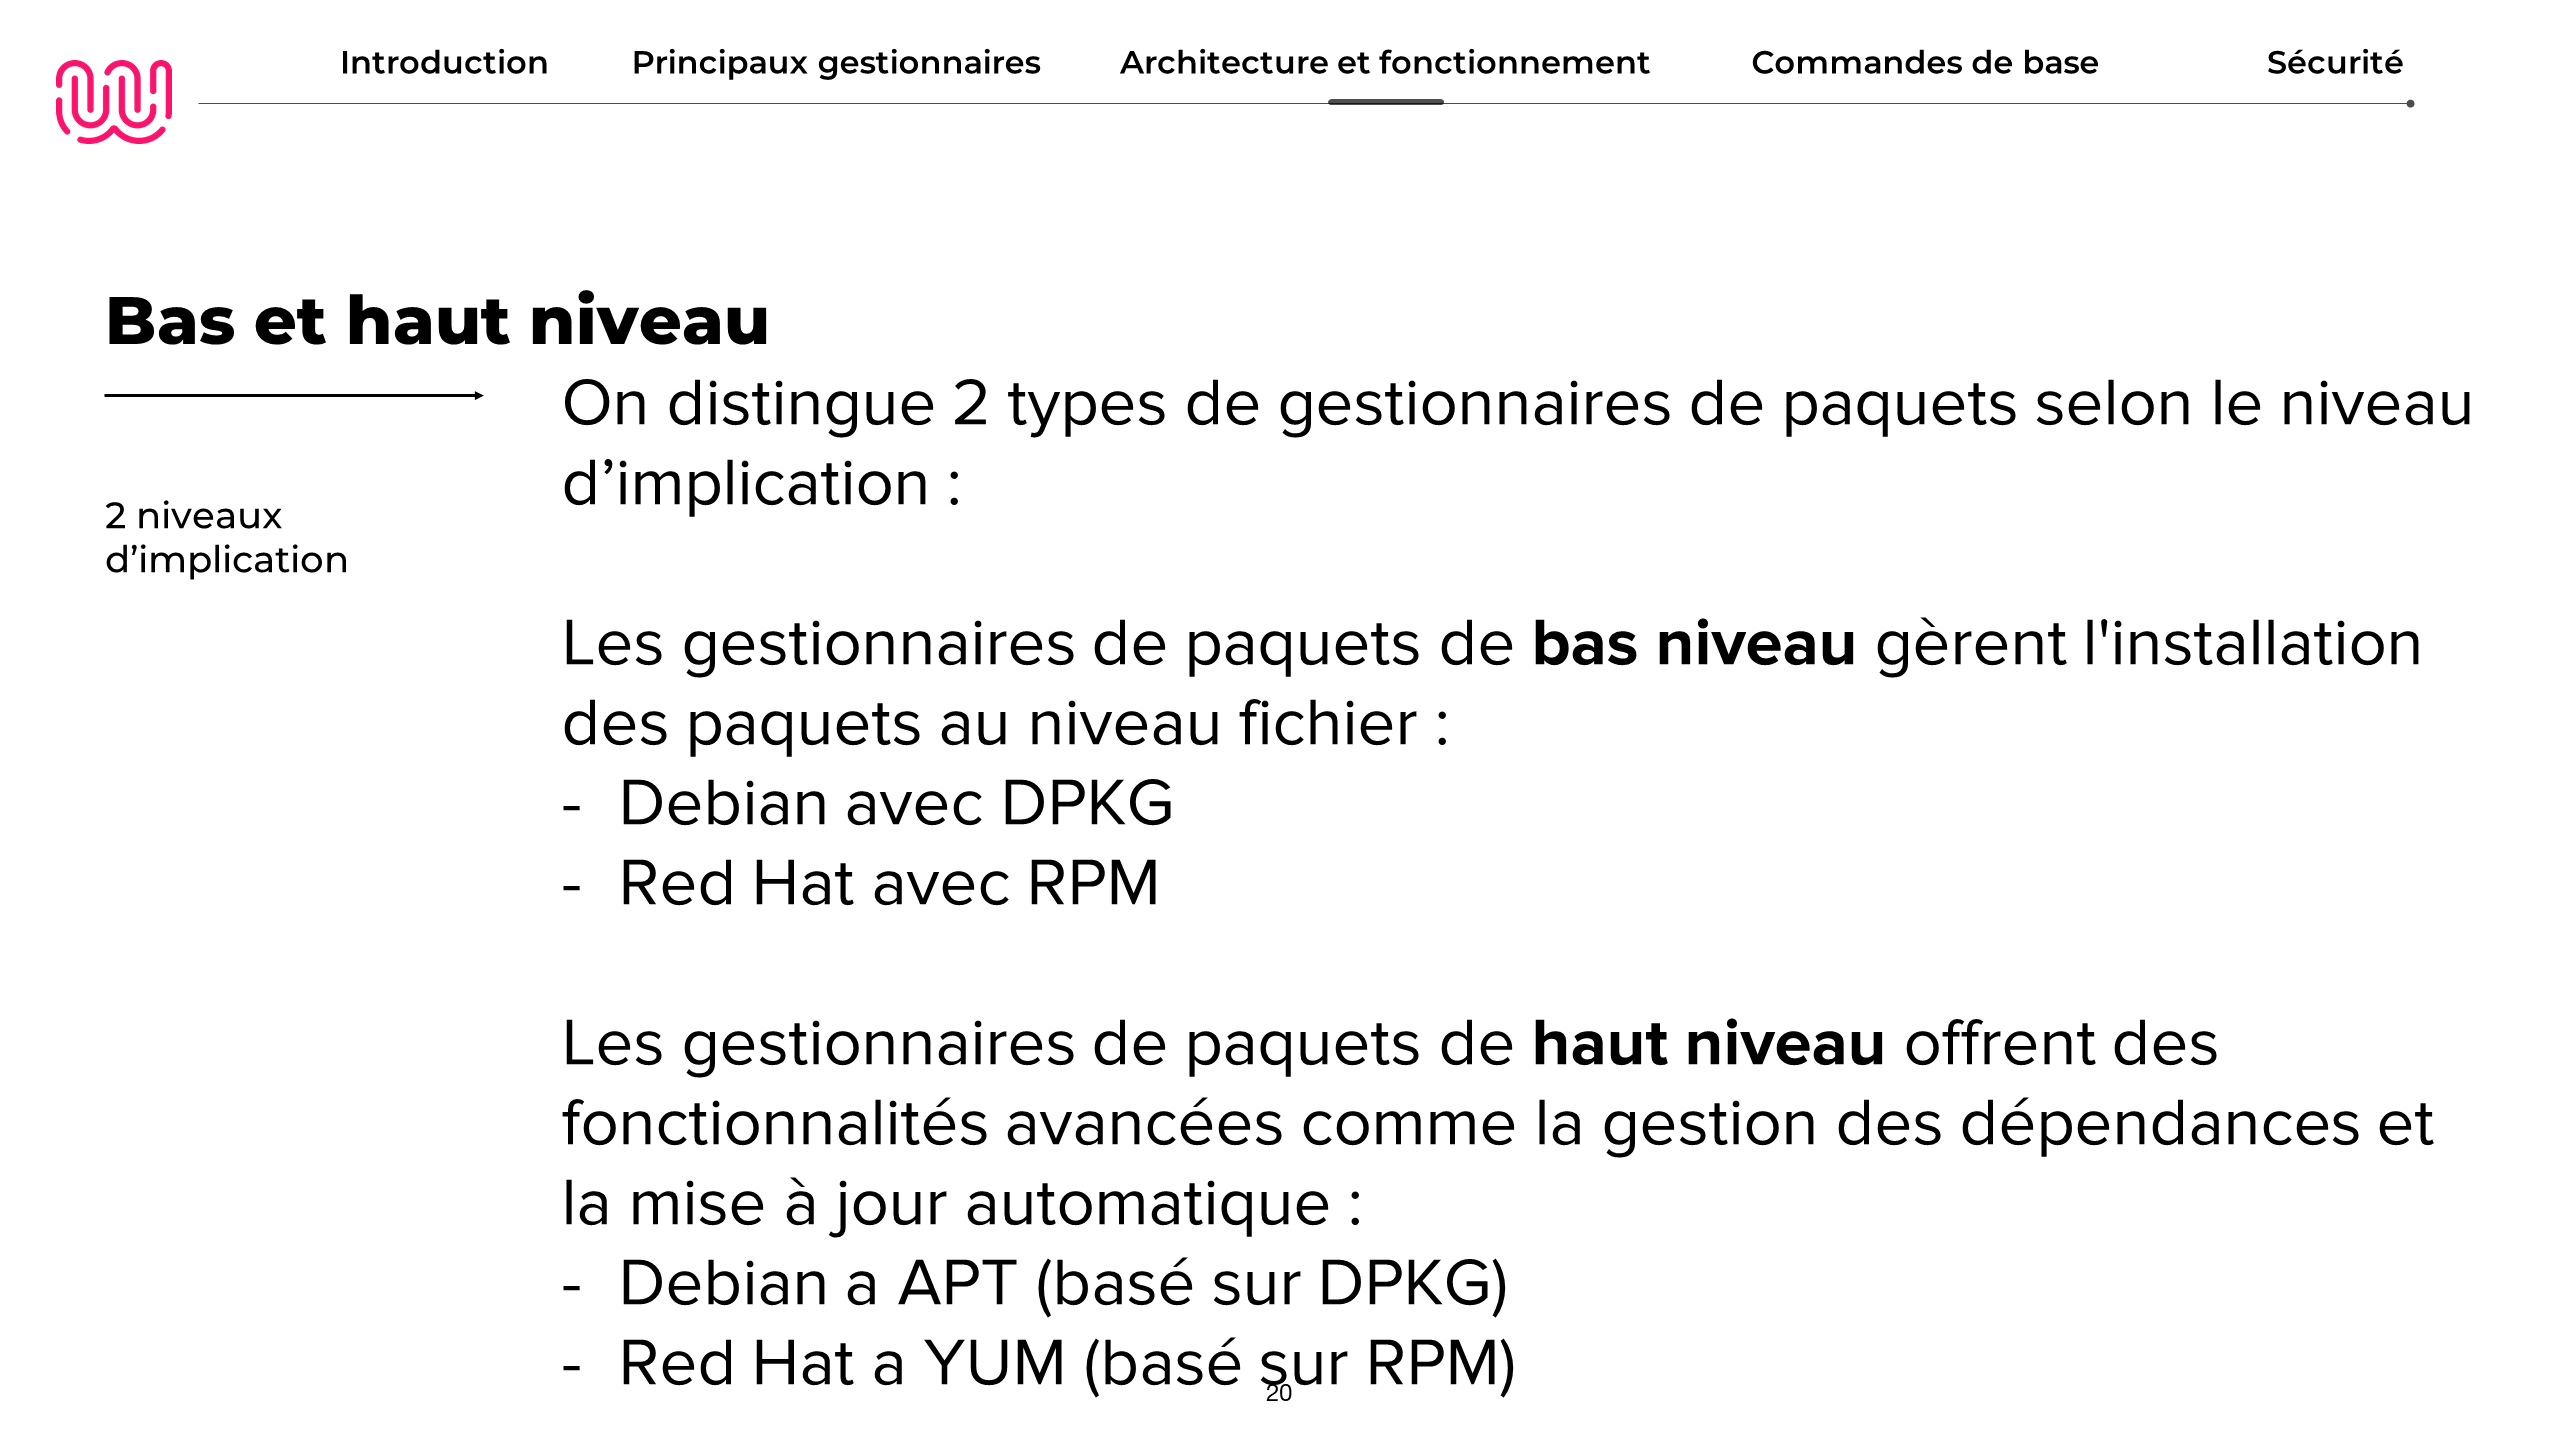 Introduction Principaux gestionnaires Architecture et fonctionnement Commandes de base Sécurité
Bas et haut niveau
2 niveaux
d’implication
On distingue 2 types de gestionnaires de paquets selon le niveau
d’implication :
Les gestionnaires de paquets de bas niveau gèrent l'installation
des paquets au niveau fichier :
- Debian avec DPKG
- Red Hat avec RPM
Les gestionnaires de paquets de haut niveau offrent des
fonctionnalités avancées comme la gestion des dépendances et
la mise à jour automatique :
- Debian a APT (basé sur DPKG)
- Red Hat a YUM (basé sur RPM)
20